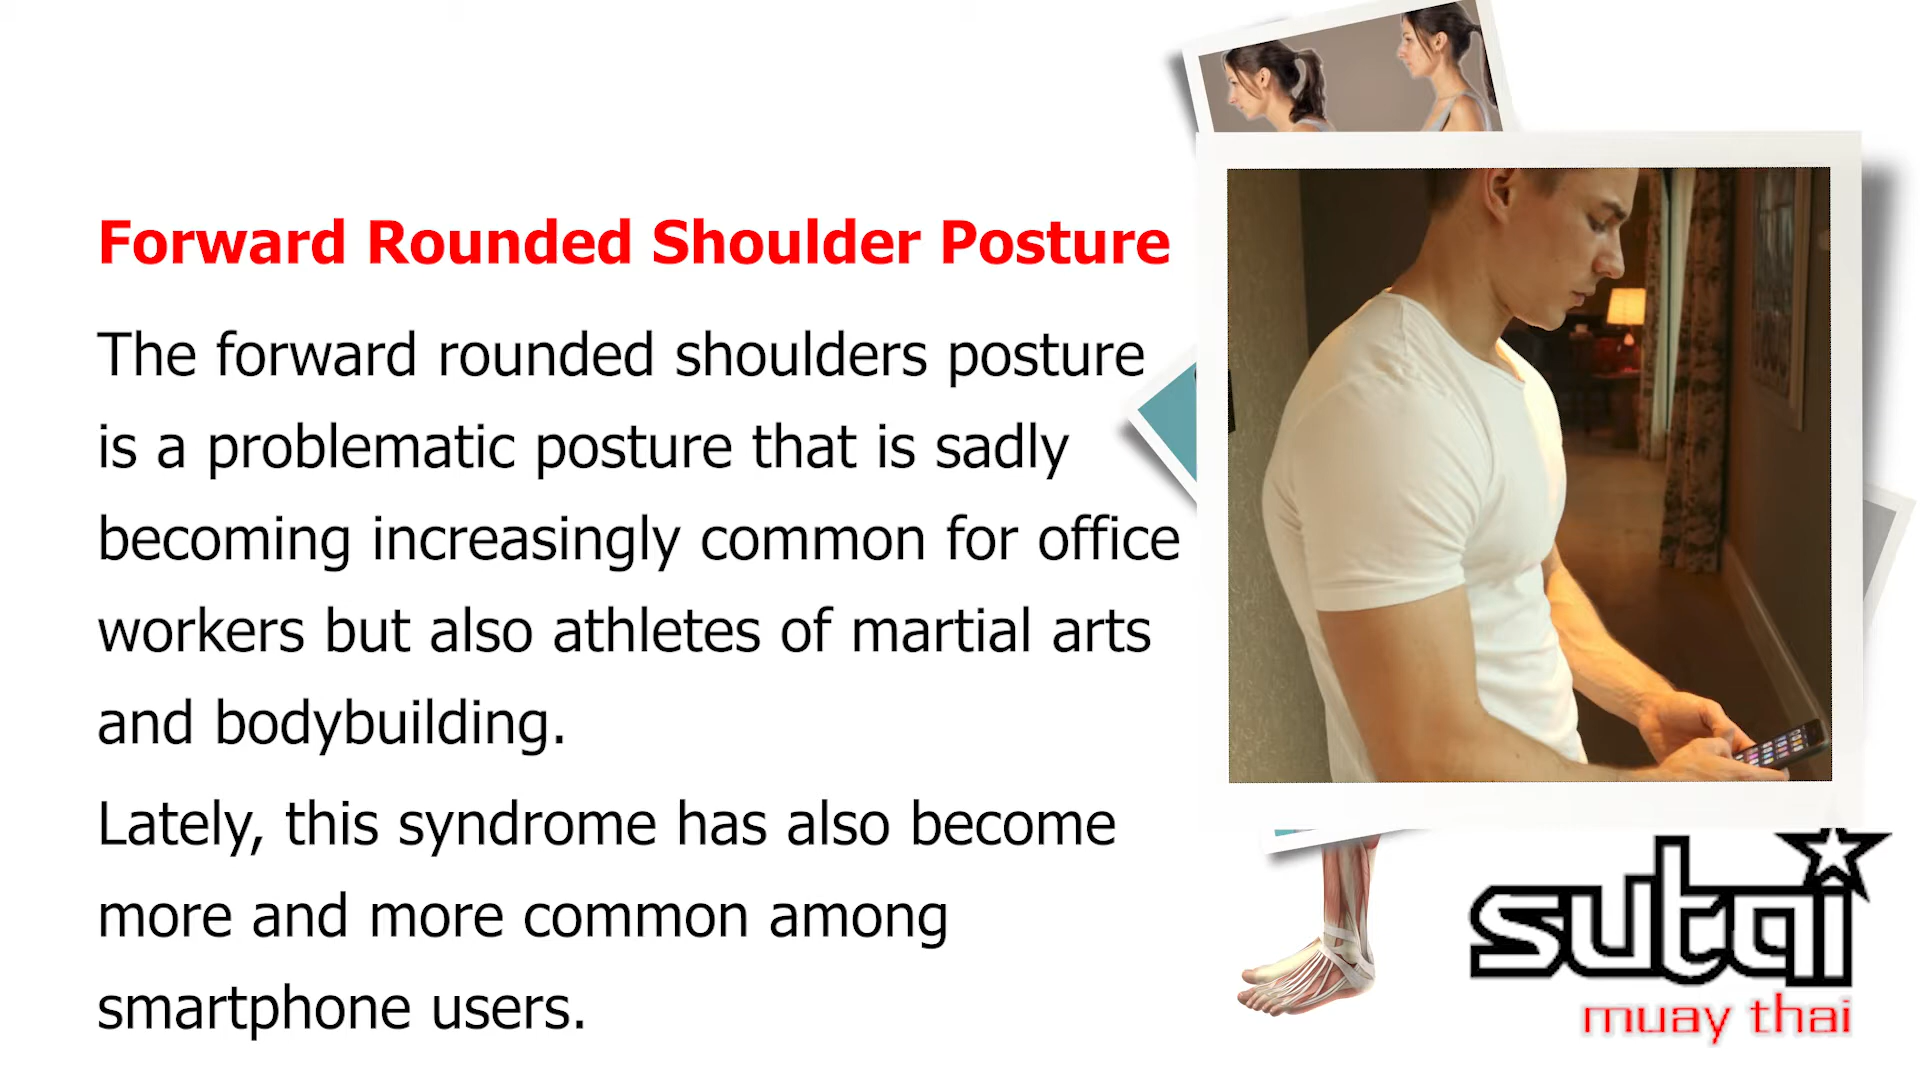 Forward Rounded Shoulder Posture
The forward rounded shoulders posture
is a problematic posture that is sadly
becoming increasingly common for office
workers but also athletes of martial arts
and bodybuilding.
Lately, this syndrome has also become
more and more common among
smartphone users.
sutai
muay thai